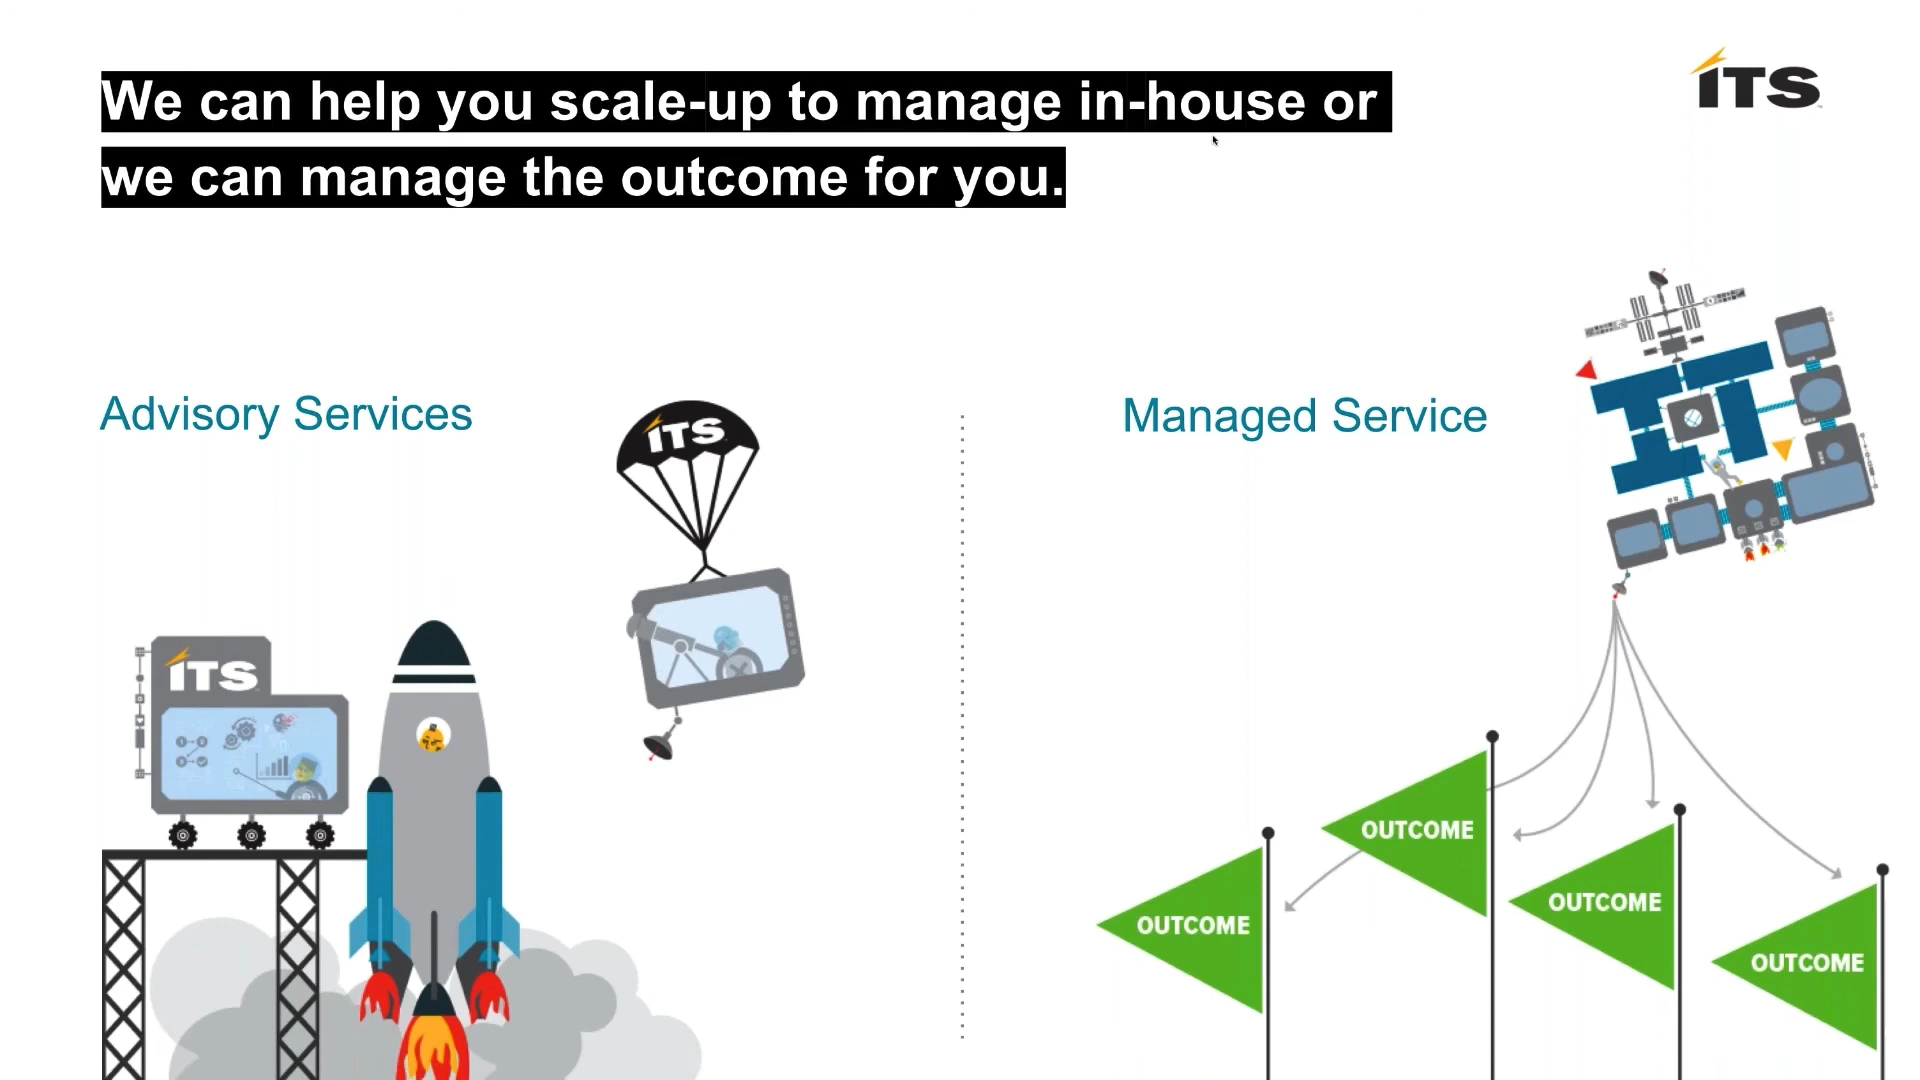 We can help you scale-up to manage in-house or
we can manage the outcome for you.
ITS
Advisory Services
ITS
ITS
Managed Service
OUTCOME
OUTCOME
OUTCOME
OUTCOME